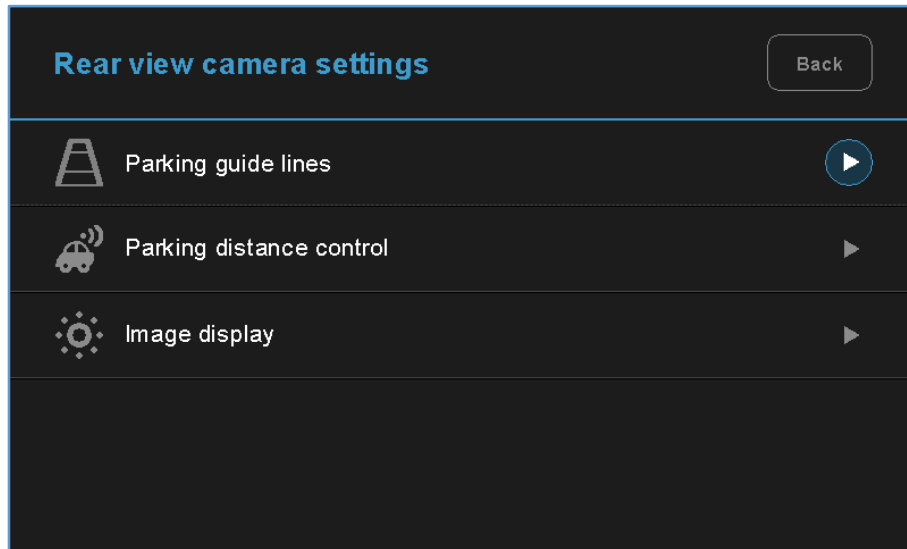 Rear view camera settings
Back
Parking guide lines
Parking distance control
Image display